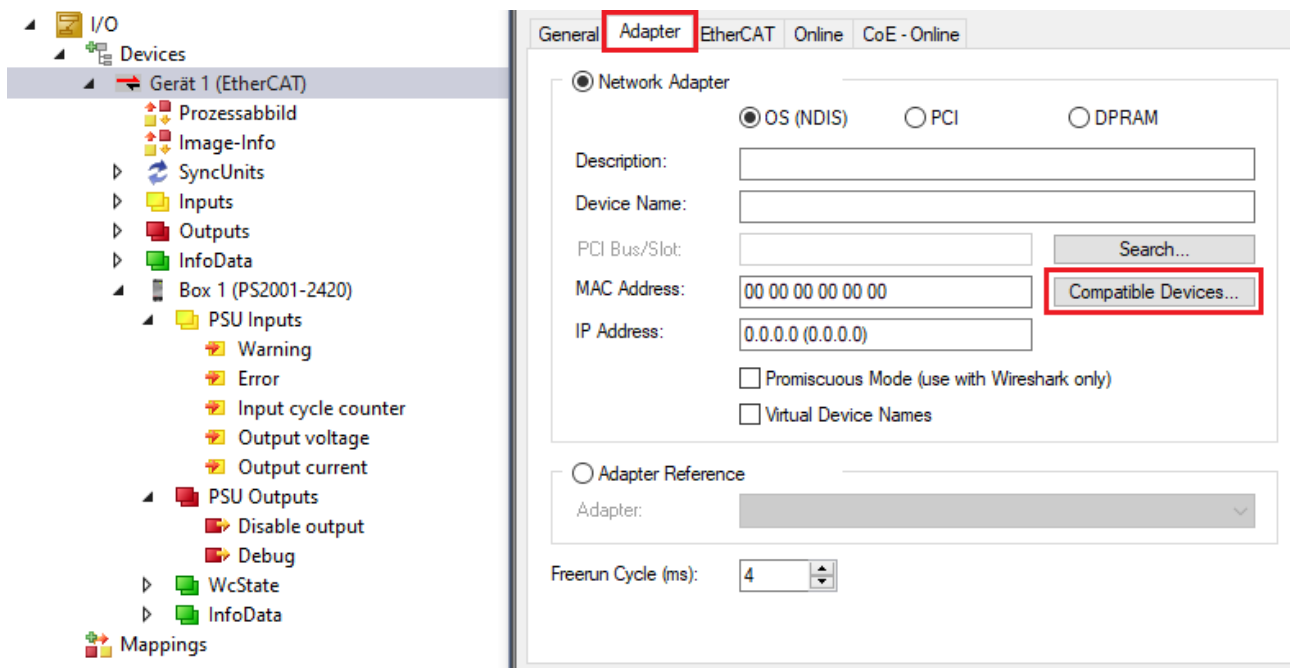 I/O
Devices
Gerät 1 (EtherCAT)
Prozessabbild
Image-Info
SyncUnits
Inputs
Outputs
InfoData
Box 1 (PS2001-2420)
PSU Inputs
Warning
Error
Input cycle counter
Output voltage
Output current
PSU Outputs
Disable output
Debug
WcState
InfoData
Mappings
General Adapter EtherCAT Online CoE - Online
Network Adapter
OS (NDIS) PCI DPRAM
Description:
Device Name:
PCI Bus/Slot: Search...
MAC Address: 00 00 00 00 00 00 Compatible Devices...
IP Address: 0.0.0.0 (0.0.0.0)
Promiscuous Mode (use with Wireshark only)
Virtual Device Names
Adapter Reference
Adapter:
Freerun Cycle (ms): 4